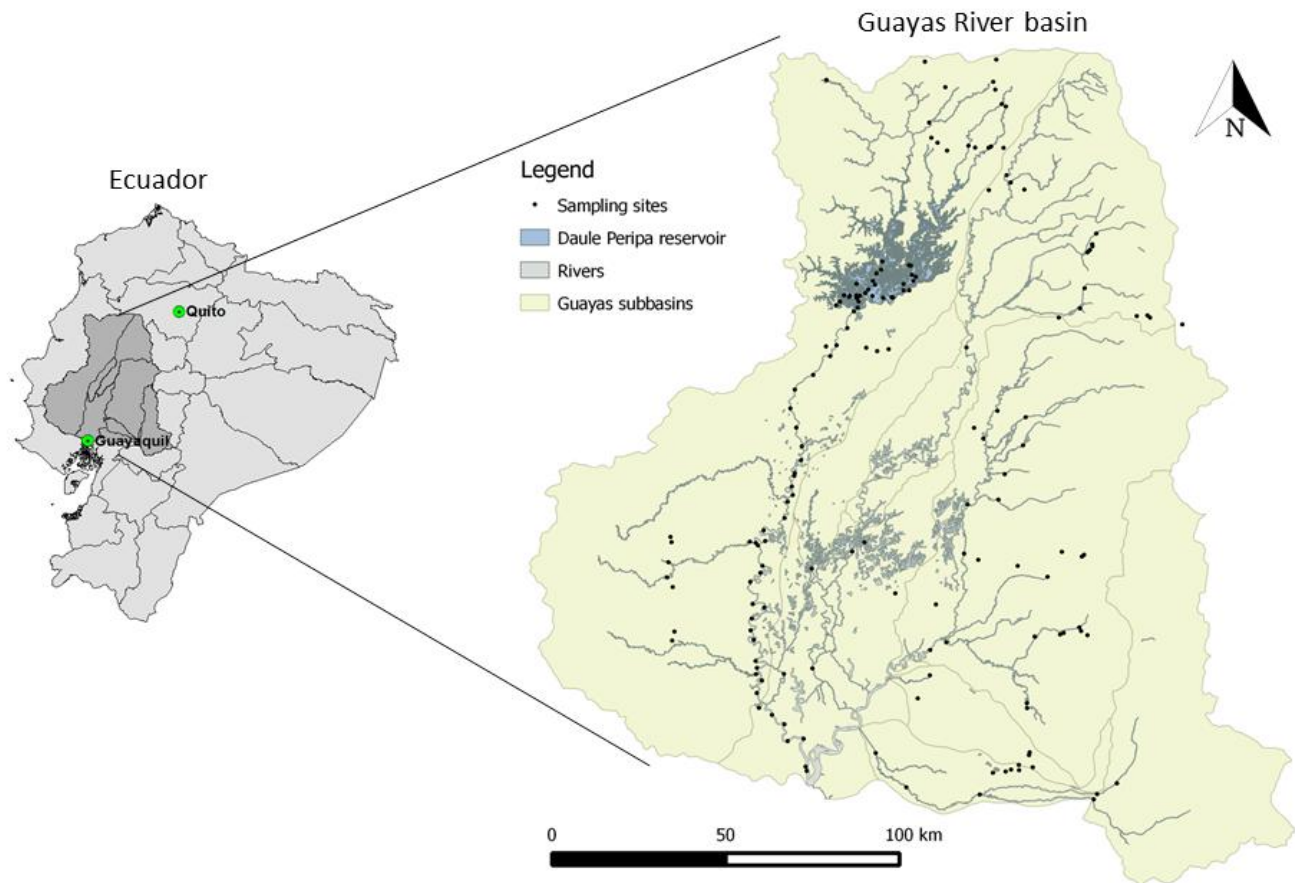 Guayas River basin
N
Legend
Sampling sites
Daule Peripa reservoir
Rivers
Guayas subbasins
Ecuador
Quito
Guayaquil
0 50 100 km